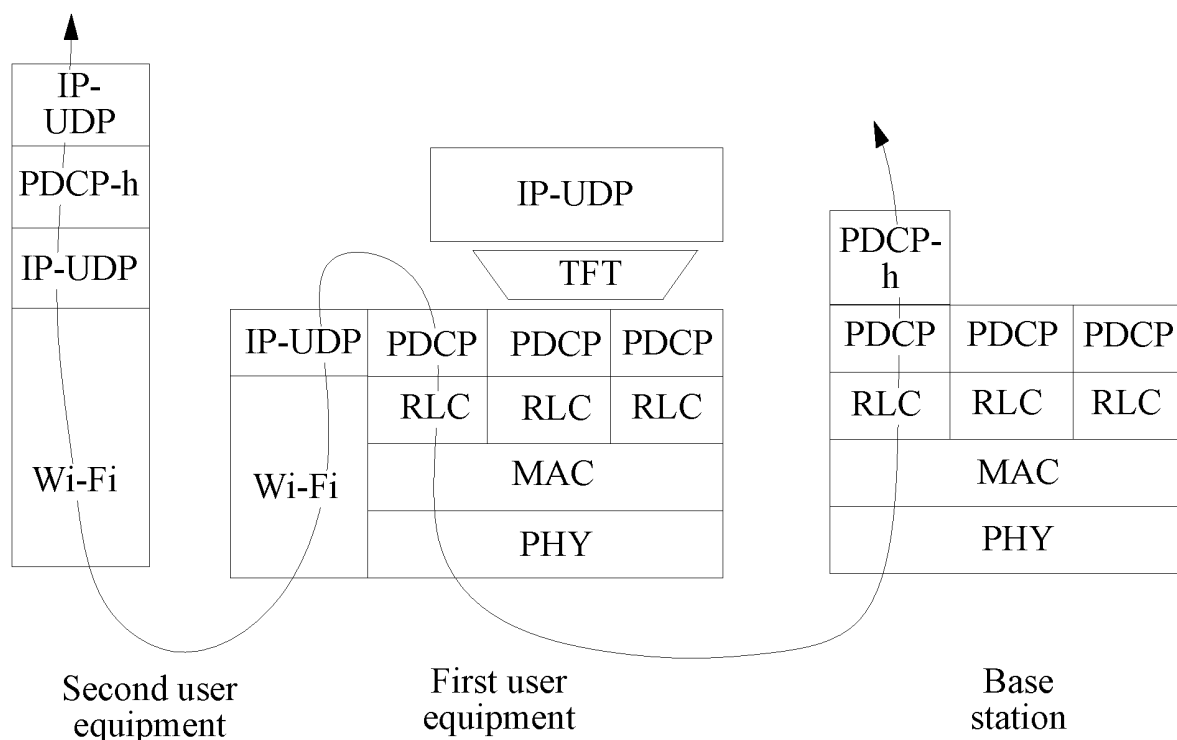 IP-
UDP
PDCP-h
IP-UDP
Wi-Fi
Second user
equipment
IP-UDP
TFT
IP-UDP
PDCP
PDCP
PDCP
RLC
RLC
RLC
Wi-Fi
MAC
PHY
First user
equipment
PDCP-
h
PDCP
PDCP
PDCP
RLC
RLC
RLC
MAC
PHY
Base
station